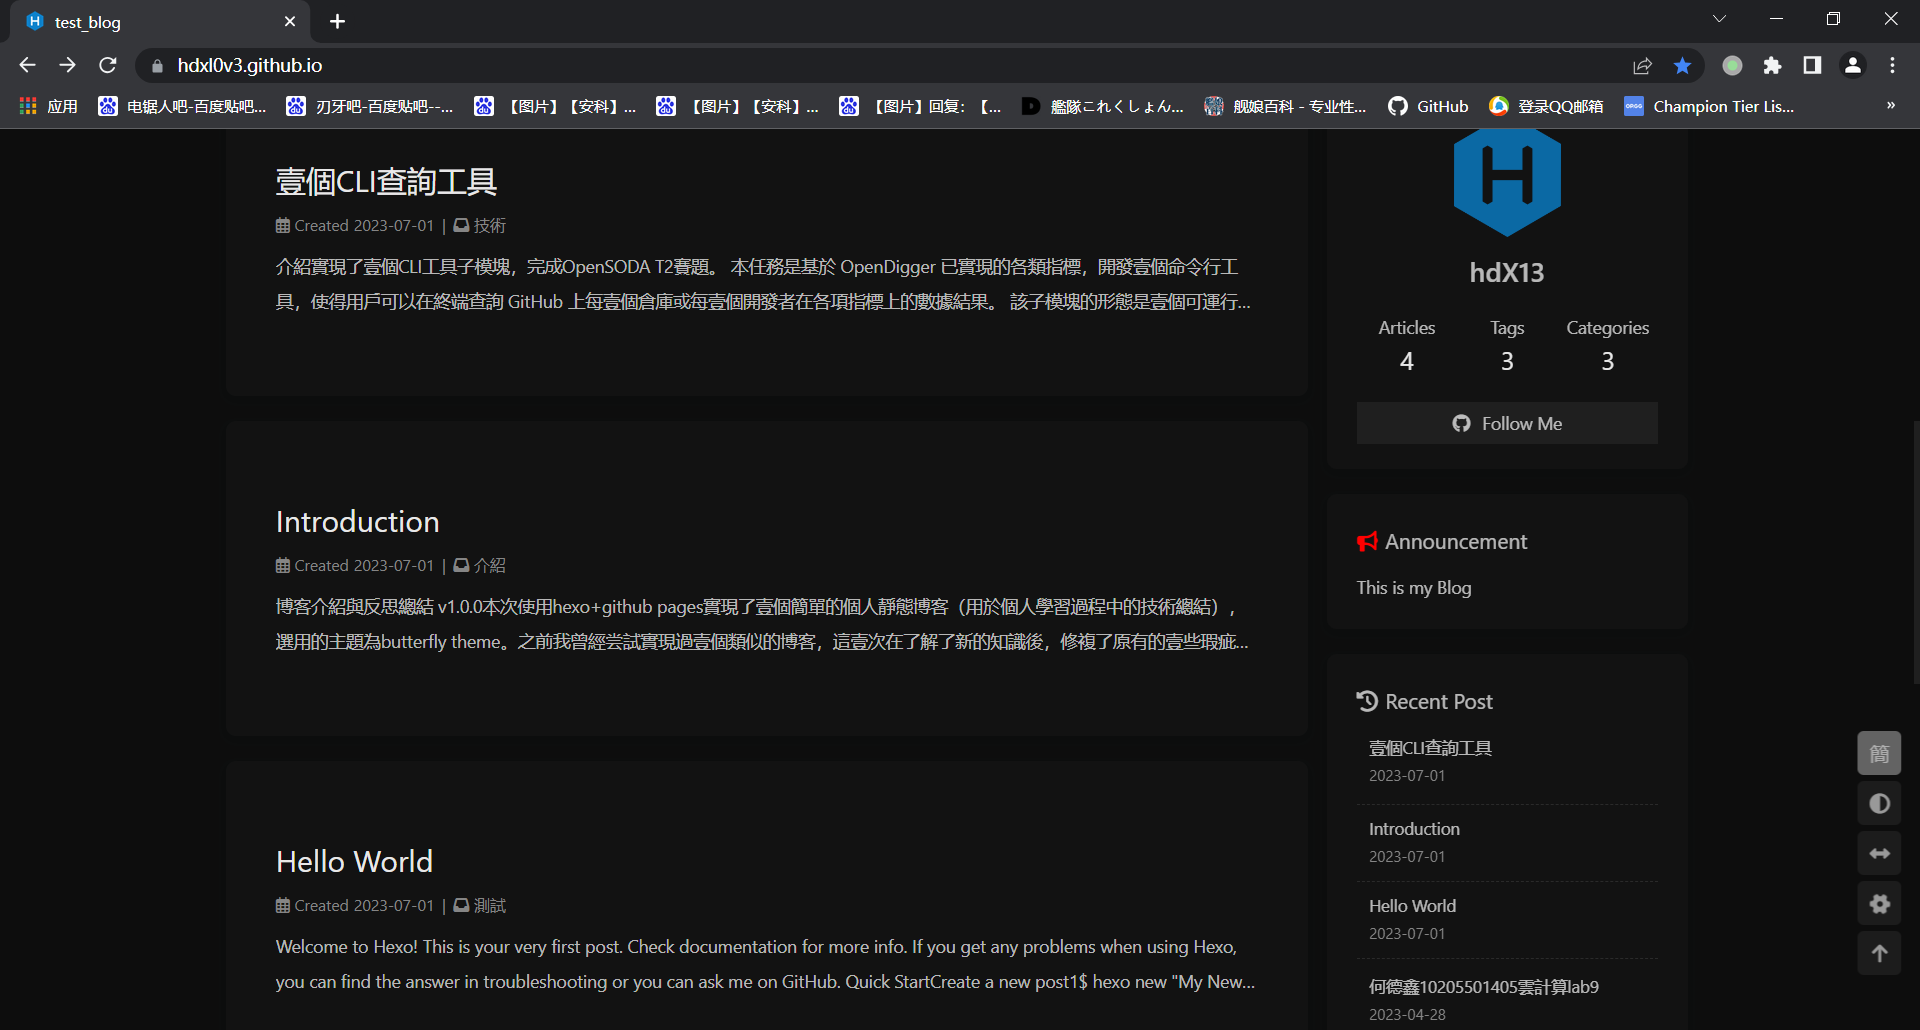 test_blog
hdxl0v3.github.io
应用
电锯人吧-百度贴吧...
刃牙吧-百度贴吧--...
【图片】【安科】...
【图片】【安科】...
【图片】回复：【...
艦隊これくしょん...
舰娘百科 - 专业性...
GitHub
登录QQ邮箱
Champion Tier Lis...
»
壹個CLI查詢工具
Created 2023-07-01 | 技術
介紹實現了壹個CLI工具子模塊，完成OpenSODA T2賽題。 本任務是基於 OpenDigger 已實現的各類指標，開發壹個命令行工
具，使得用戶可以在終端查詢 GitHub 上每壹個倉庫或每壹個開發者在各項指標上的數據結果。 該子模塊的形態是壹個可運行...
Introduction
Created 2023-07-01 | 介紹
博客介紹與反思總結 v1.0.0本次使用hexo+github pages實現了壹個簡單的個人靜態博客（用於個人學習過程中的技術總結），
選用的主題為butterfly theme。之前我曾經尝試實現過壹個類似的博客，這壹次在了解了新的知識後，修複了原有的壹些瑕疵...
Hello World
Created 2023-07-01 | 測試
Welcome to Hexo! This is your very first post. Check documentation for more info. If you get any problems when using Hexo,
you can find the answer in troubleshooting or you can ask me on GitHub. Quick StartCreate a new post1$ hexo new "My New...
H
hdX13
Articles Tags Categories
4 3 3
Follow Me
Announcement
This is my Blog
Recent Post
壹個CLI查詢工具
2023-07-01
Introduction
2023-07-01
Hello World
2023-07-01
何德鑫10205501405雲計算lab9
2023-04-28
簡